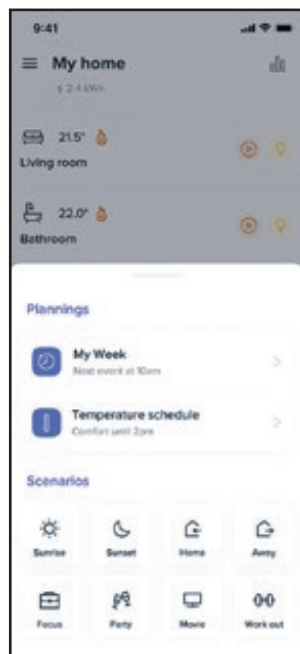 9:41
My home
2.4 kWh
21.5°
Living room
22.0°
Bathroom
Plannings
My Week
Next event at 10am
Temperature schedule
Comfort until 2pm
Scenarios
Sunrise Sunset Home Away
Focus Party Movie Work out